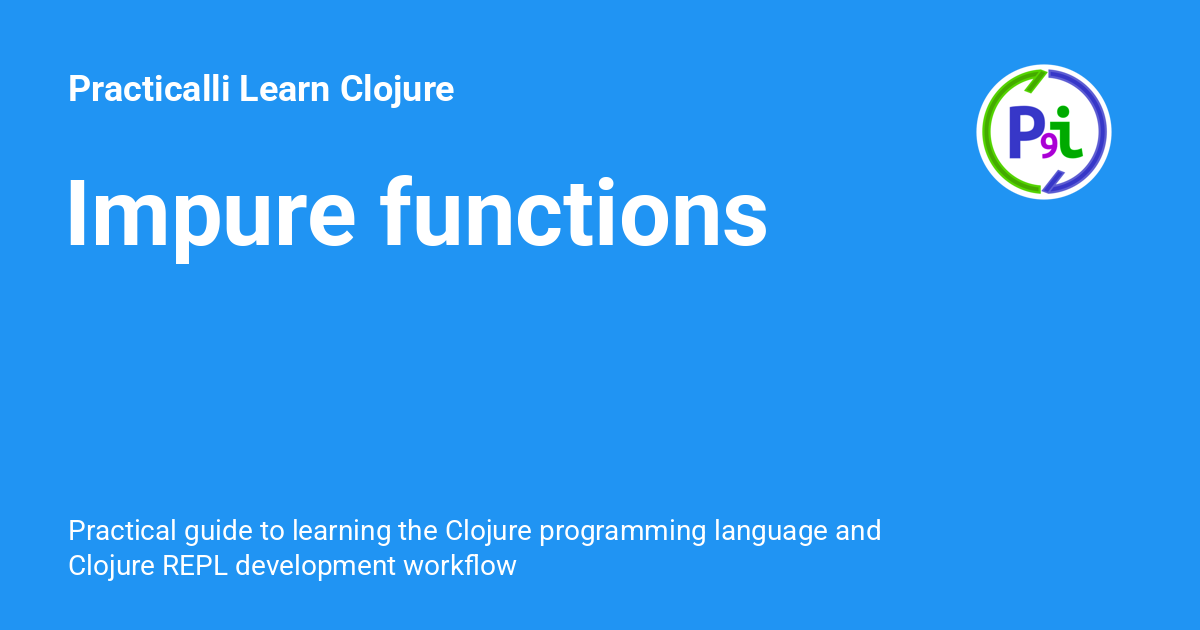 Practicalli Learn Clojure
P9i
Impure functions
Practical guide to learning the Clojure programming language and
Clojure REPL development workflow